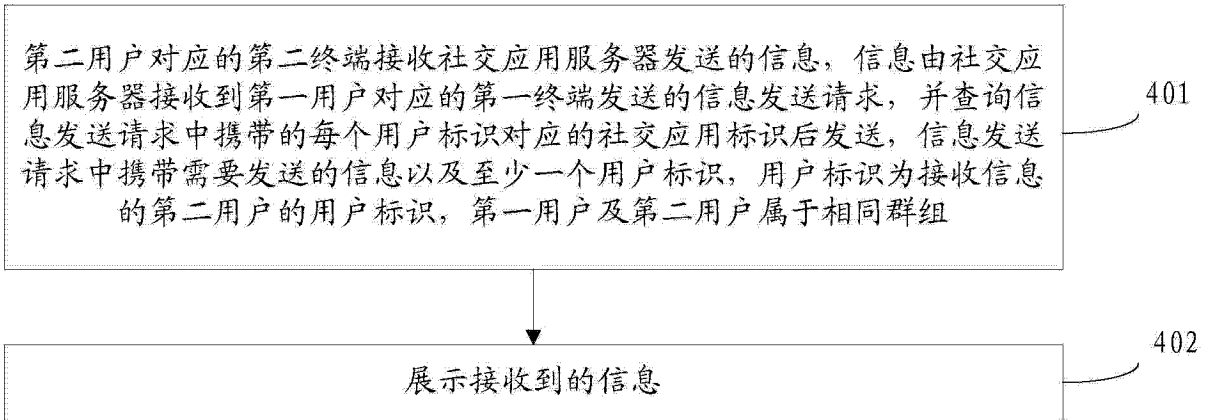 第二用户对应的第二终端接收社交应用服务器发送的信息，信息由社交应
用服务器接收到第一用户对应的第一终端发送的信息发送请求，并查询信
息发送请求中携带的每个用户标识对应的社交应用标识后发送，信息发送
请求中携带需要发送的信息以及至少一个用户标识，用户标识为接收信息
的第二用户的用户标识，第一用户及第二用户属于相同群组
401
展示接收到的信息
402